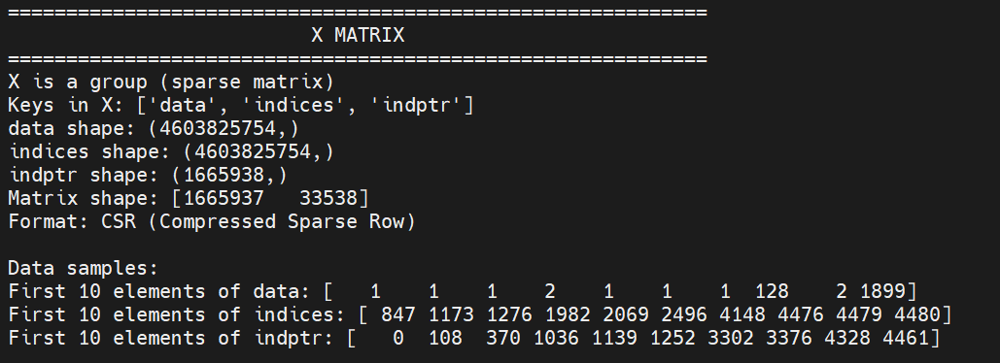 ============================================================
X MATRIX
============================================================
X is a group (sparse matrix)
Keys in X: ['data', 'indices', 'indptr']
data shape: (4603825754,)
indices shape: (4603825754,)
indptr shape: (1665938,)
Matrix shape: [1665937   33538]
Format: CSR (Compressed Sparse Row)
Data samples:
First 10 elements of data: [   1    1    1    2    1    1    1  128    2 1899]
First 10 elements of indices: [ 847 1173 1276 1982 2069 2496 4148 4476 4479 4480]
First 10 elements of indptr: [   0  108  370 1036 1139 1252 3302 3376 4328 4461]